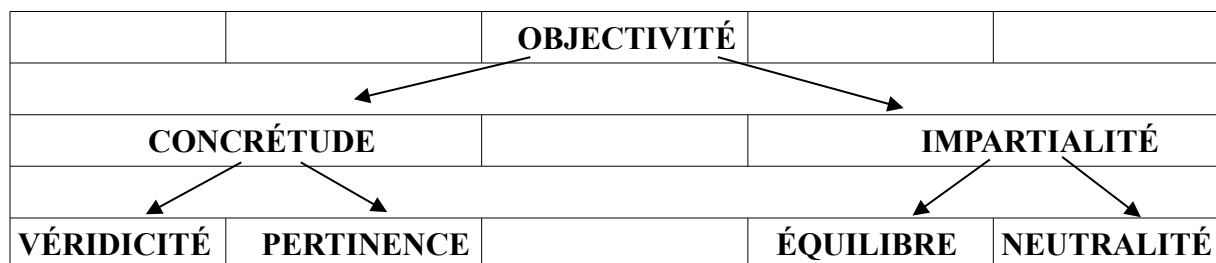 OBJECTIVITÉ
CONCRÉTUDE IMPARTIALITÉ
VÉRIDICITÉ PERTINENCE ÉQUILIBRE NEUTRALITÉ